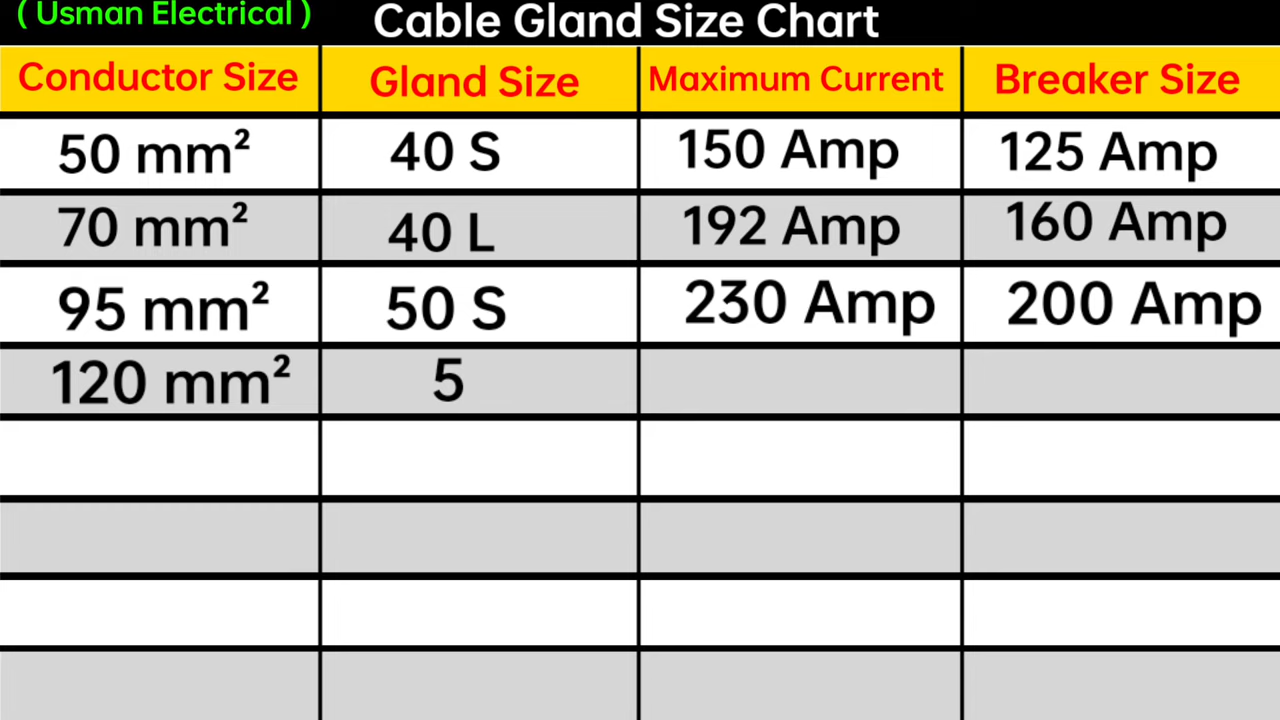 ( Usman Electrical )
Cable Gland Size Chart
Conductor Size Gland Size Maximum Current Breaker Size
50 mm² 40 S 150 Amp 125 Amp
70 mm² 40 L 192 Amp 160 Amp
95 mm² 50 S 230 Amp 200 Amp
120 mm² 5